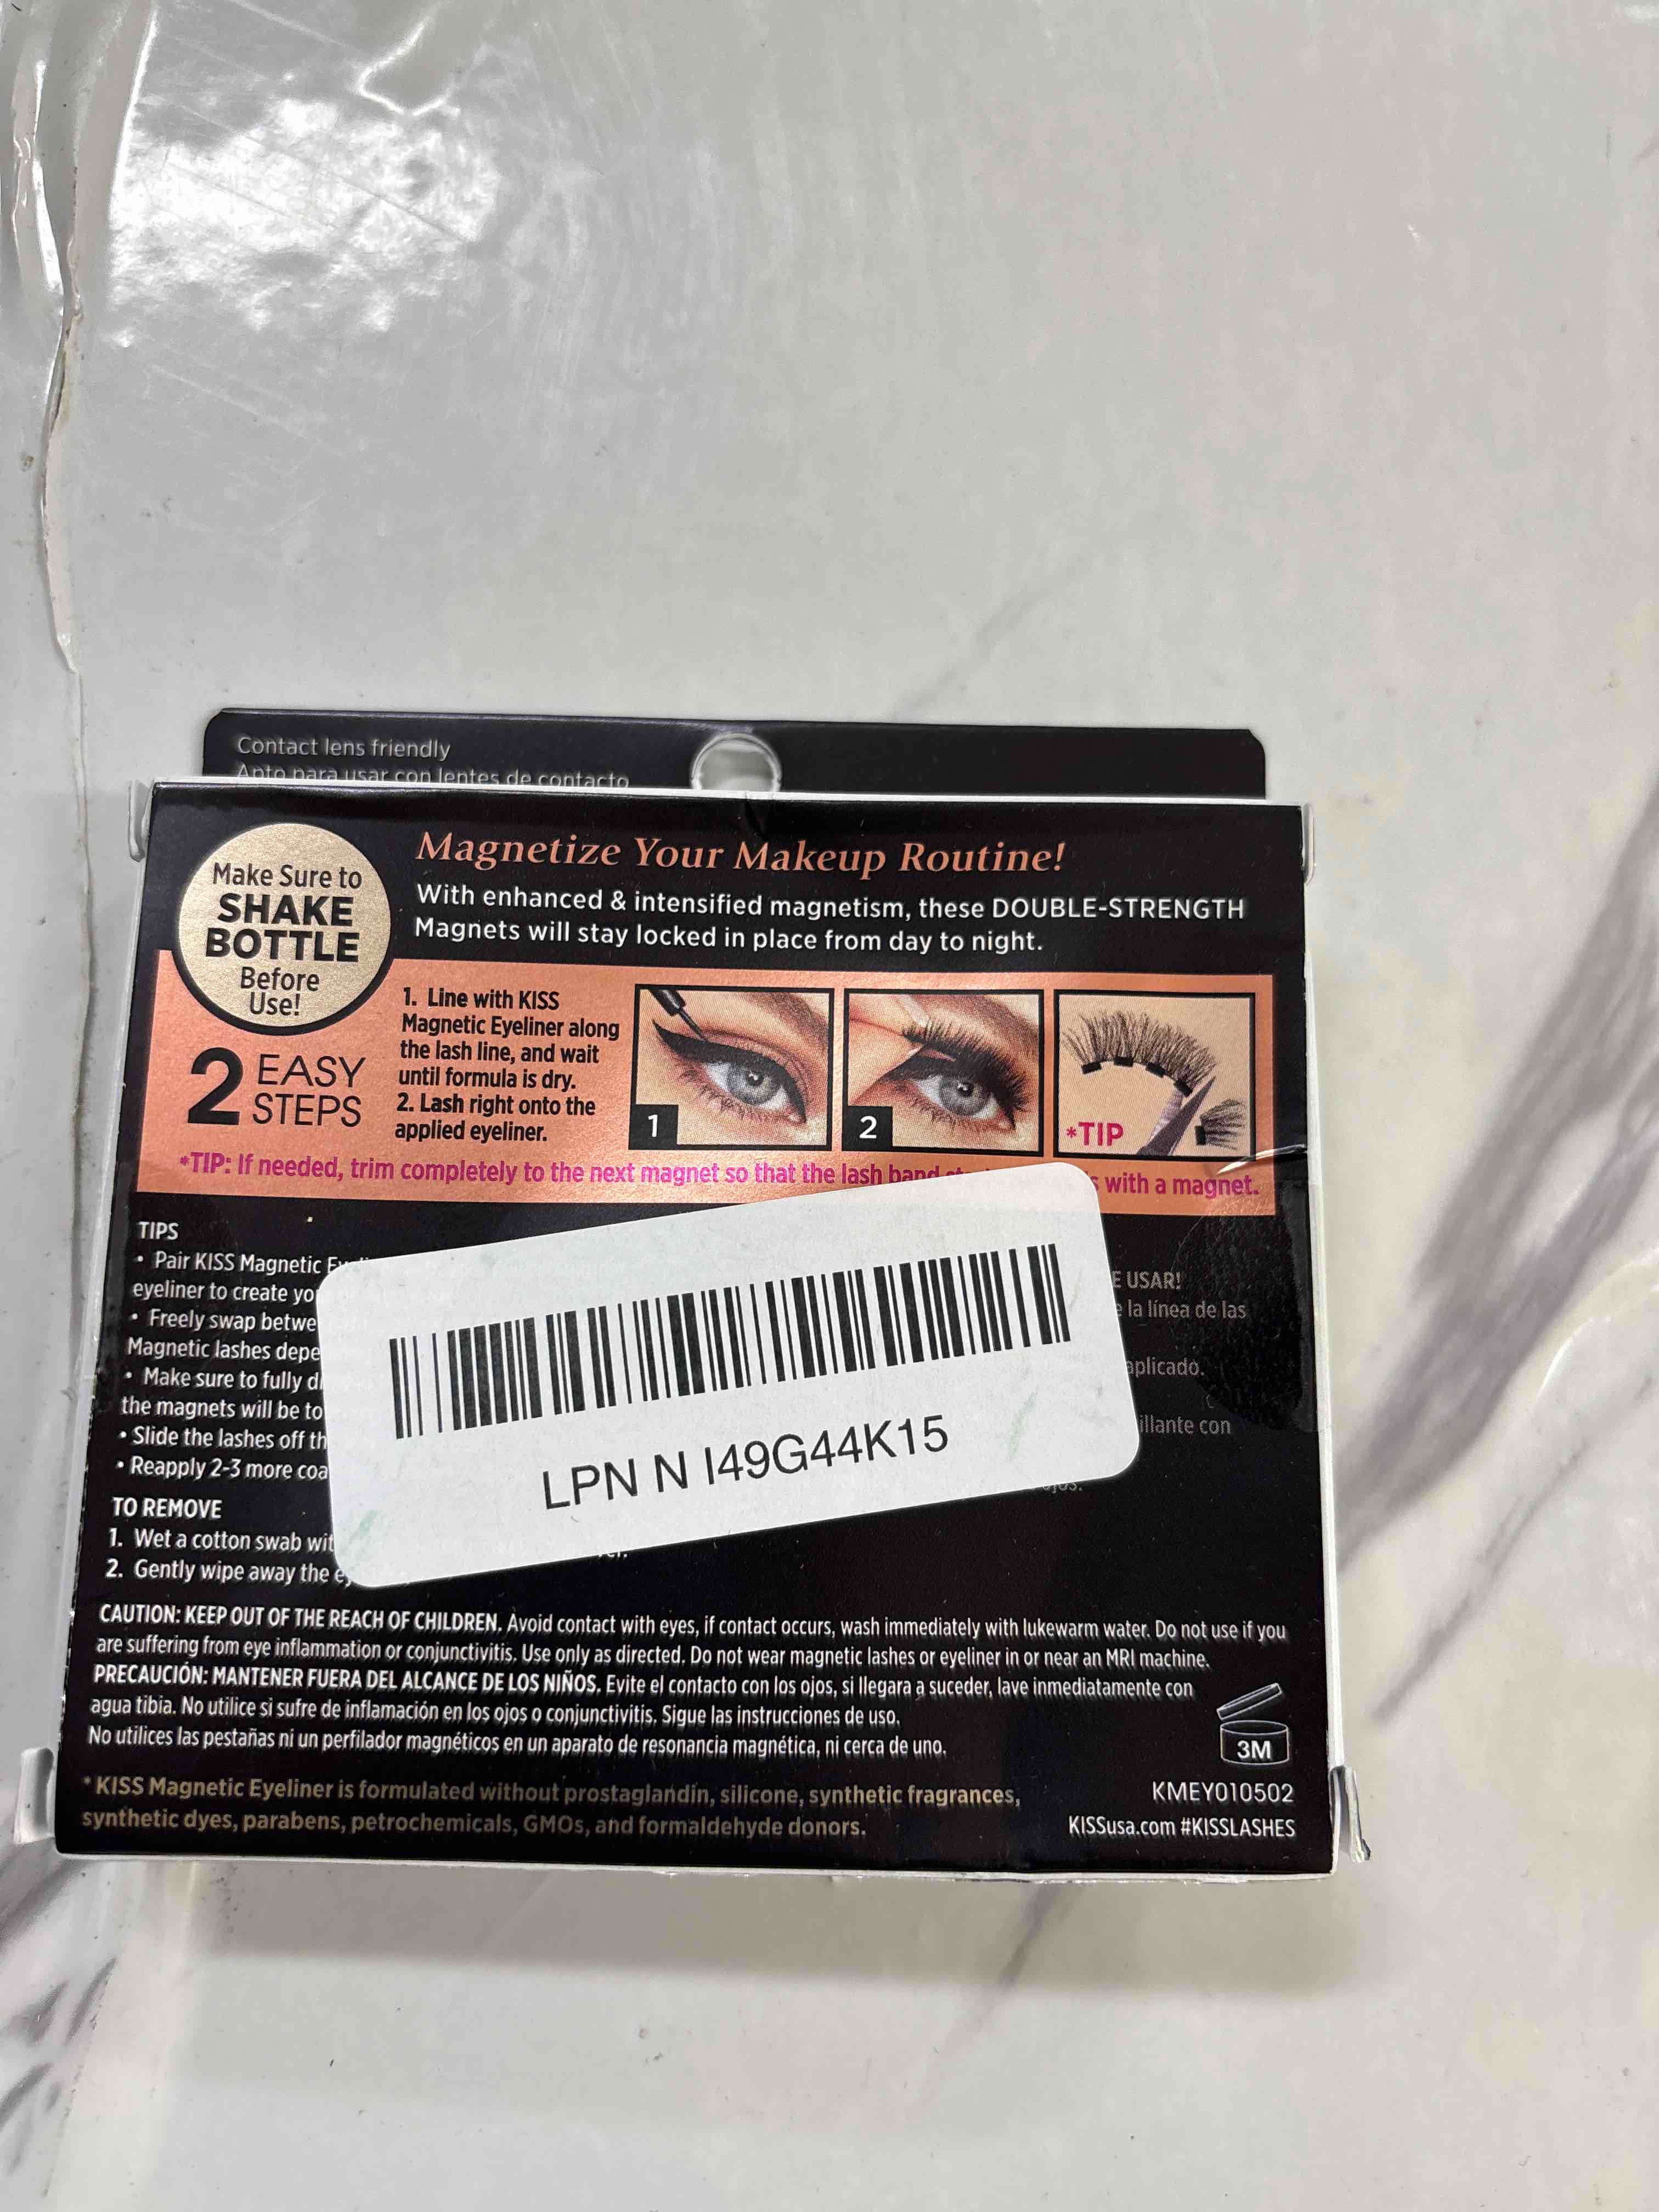 Contact lens friendly
Apto para usar con lentes de contacto
Make Sure to
SHAKE
BOTTLE
Before
Use!
Magnetize Your Makeup Routine!
With enhanced & intensified magnetism, these DOUBLE-STRENGTH
Magnets will stay locked in place from day to night.
2 EASY
STEPS
1. Line with KISS
Magnetic Eyeliner along
the lash line, and wait
until formula is dry.
2. Lash right onto the
applied eyeliner.
1
2
*TIP
*TIP: If needed, trim completely to the next magnet so that the lash band with a magnet.
TIPS
• Pair KISS Magnetic
eyeliner to create
• Freely swap
Magnetic lashes
• Make sure to fully
the magnets will be
• Slide the lashes off
• Reapply 2-3 more
TO REMOVE
1. Wet a cotton swab
2. Gently wipe away the
E USAR!
la línea de las
aplicado.
con
LPN N I49G44K15
CAUTION: KEEP OUT OF THE REACH OF CHILDREN. Avoid contact with eyes, if contact occurs, wash immediately with lukewarm water. Do not use if you
are suffering from eye inflammation or conjunctivitis. Use only as directed. Do not wear magnetic lashes or eyeliner in or near an MRI machine.
PRECAUCIÓN: MANTENER FUERA DEL ALCANCE DE LOS NIÑOS. Evite el contacto con los ojos, si llegara a suceder, lave inmediatamente con
agua tibia. No utilice si sufre de inflamación en los ojos o conjunctivitis. Sigue las instrucciones de uso.
No utilices las pestañas ni un perfilador magnéticos en un aparato de resonancia magnética, ni cerca de uno.
3M
*KISS Magnetic Eyeliner is formulated without prostaglandin, silicone, synthetic fragrances,
synthetic dyes, parabens, petrochemicals, GMOs, and formaldehyde donors.
KMEY010502
KISSusa.com #KISSLASHES